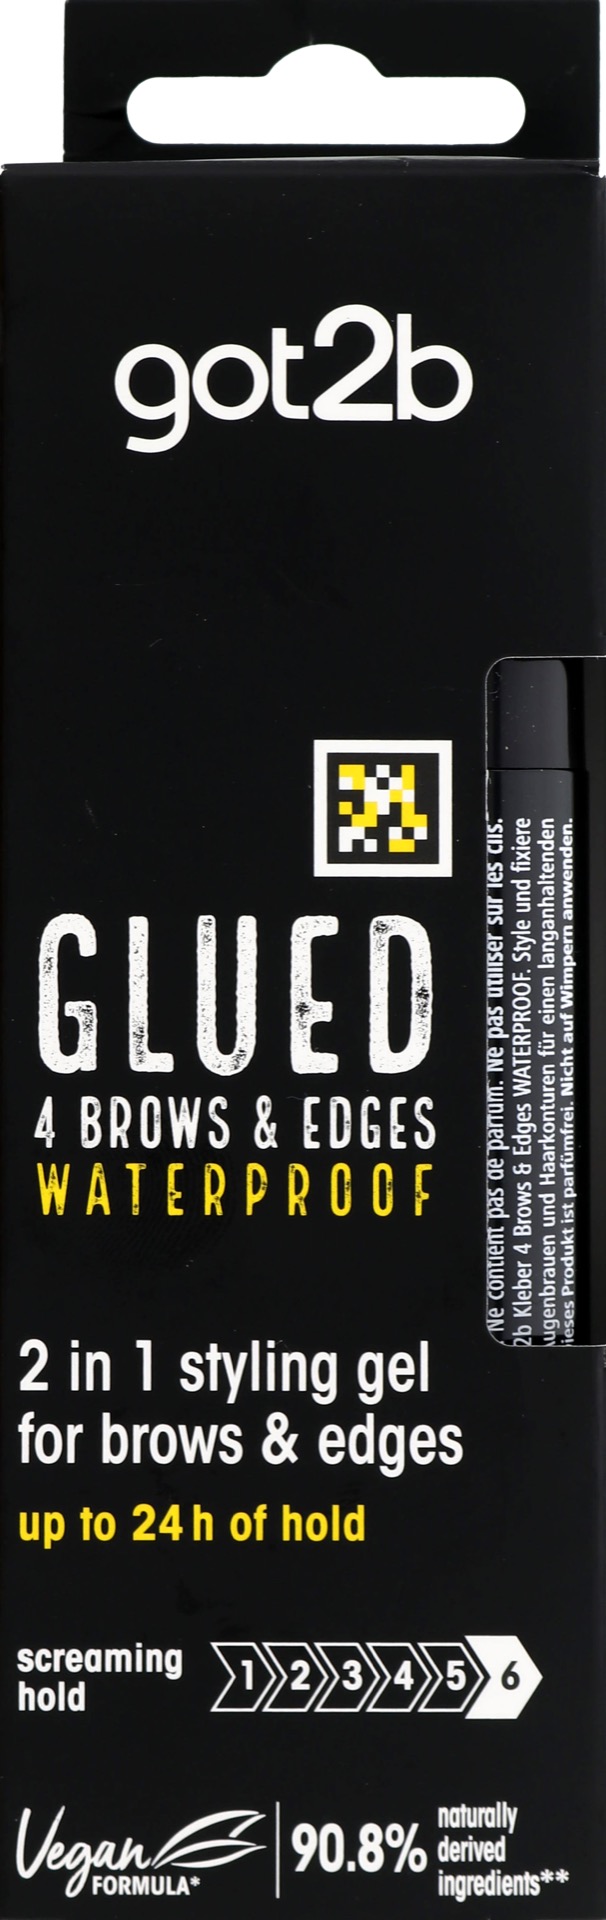 got2b
GLUED
4 BROWS & EDGES
WATERPROOF
2 in 1 styling gel
for brows & edges
up to 24 h of hold
screaming
hold
1 2 3 4 5 6
Vegan
FORMULA*
90.8%
naturally
derived
ingredients**
Ne contient pas de parfum. Ne pas utiliser sur les cils.
2b Kleber 4 Brows & Edges WATERPROOF. Style und fixiere
Augenbrauen und Haarkonturen für einen langanhaltenden
ieses Produkt ist parfümfrei. Nicht auf Wimpern anwenden.